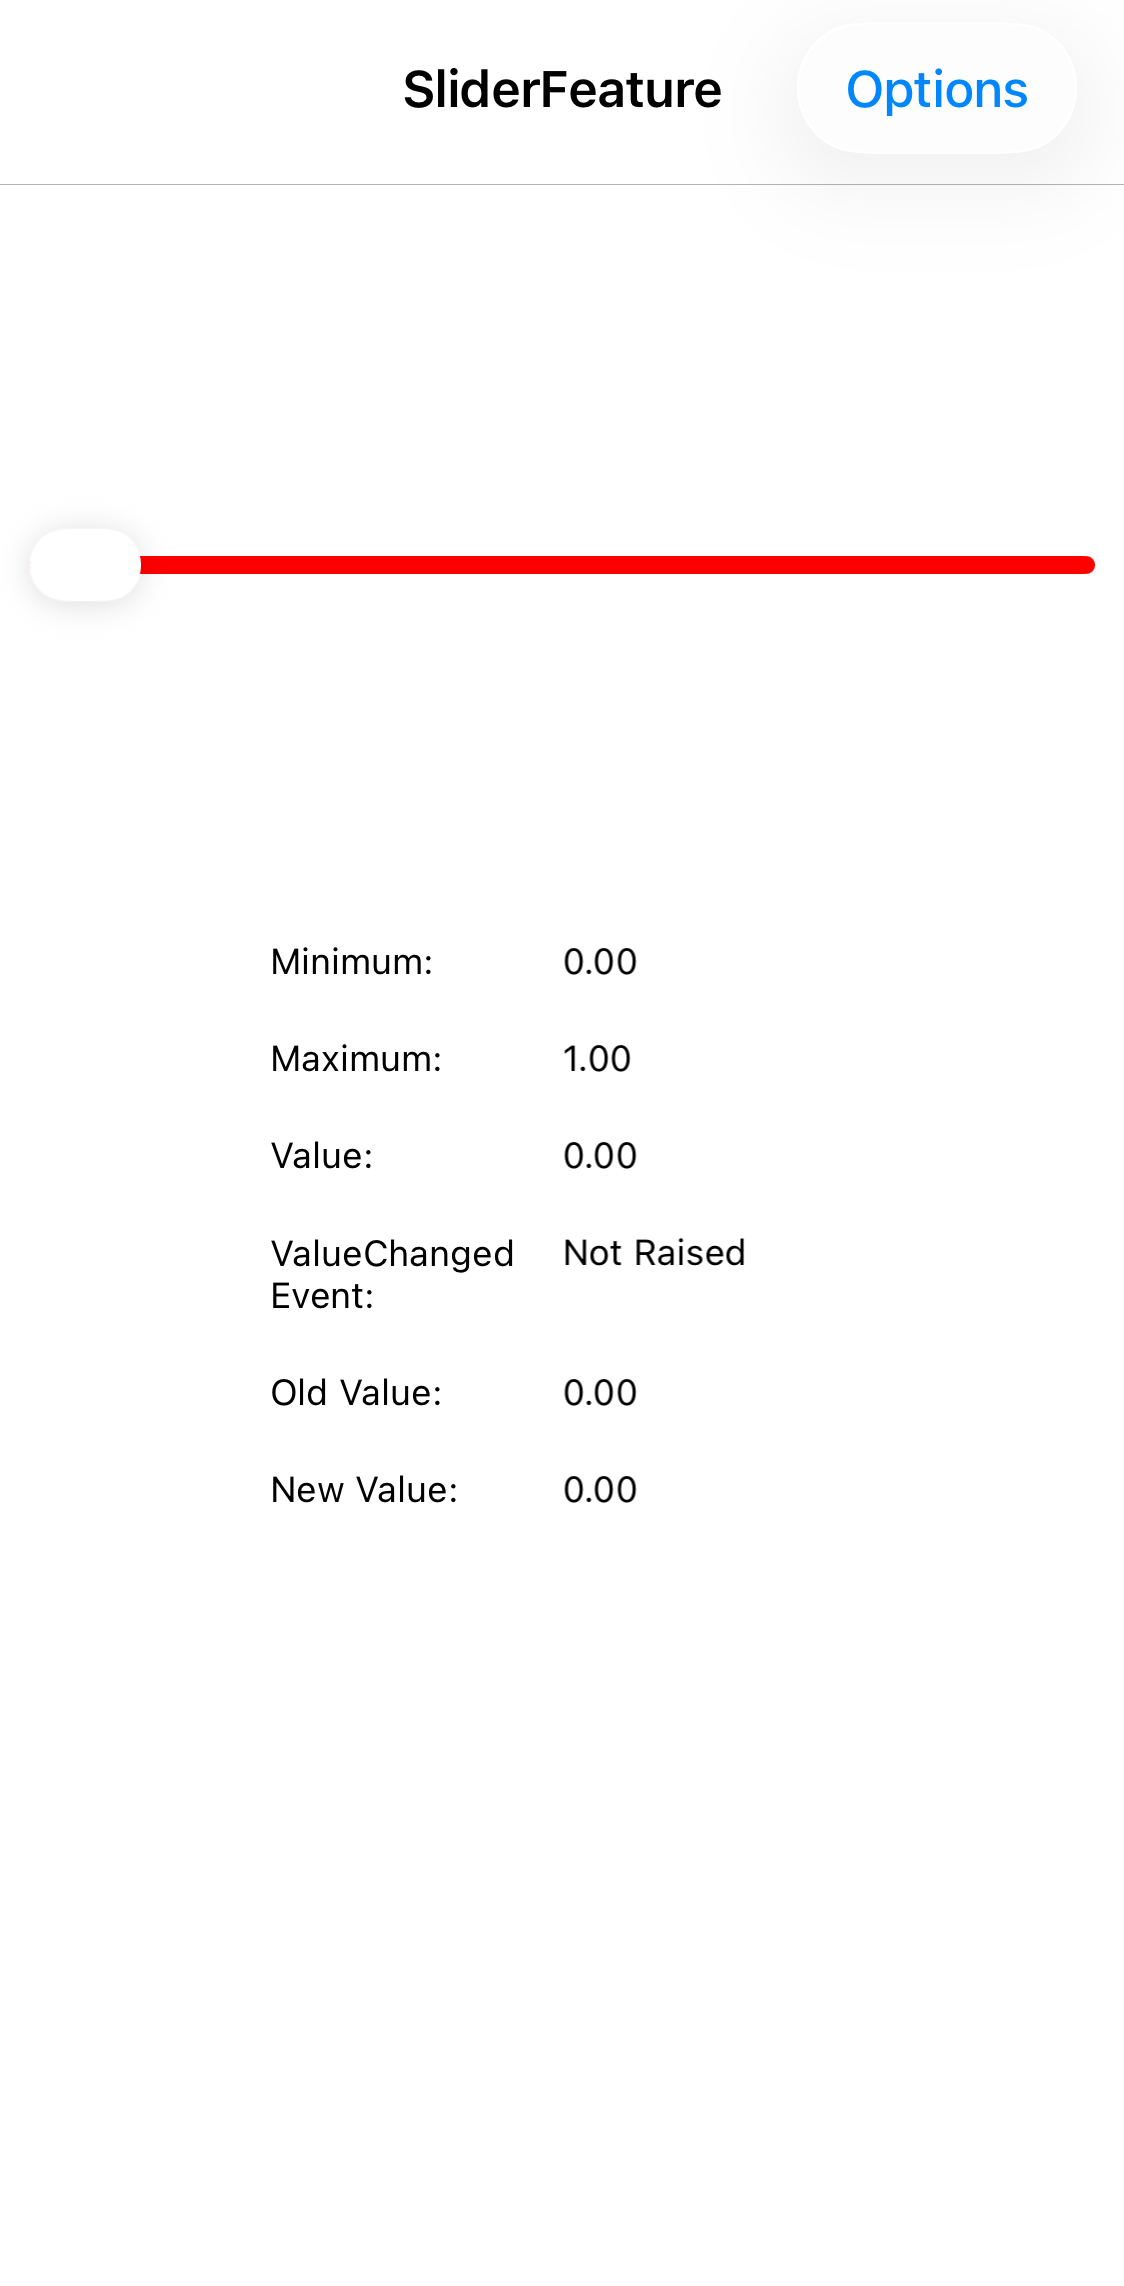 SliderFeature
Options
Minimum: 0.00
Maximum: 1.00
Value: 0.00
ValueChanged Not Raised
Event:
Old Value: 0.00
New Value: 0.00